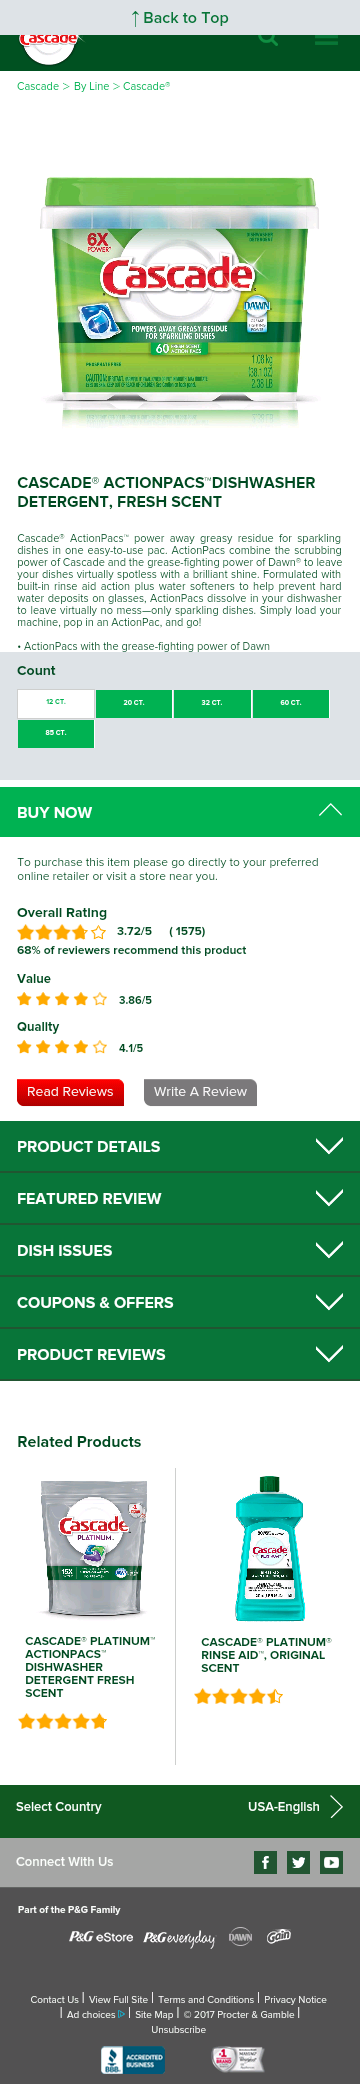 ↑ Back to Top
Cascade
Cascade > By Line > Cascade®
6X
POWER*
DISHWASHER
DETERGENT
Cascade
DAWN
POWERS AWAY GREASY RESIDUE
FOR SPARKLING DISHES
60 FRESH SCENT
ACTION PACS
PHOSPHATE FREE
1.08 kg
(38.1 OZ)
2.38 LB
CASCADE® ACTIONPACS™DISHWASHER
DETERGENT, FRESH SCENT
Cascade® ActionPacs™ power away greasy residue for sparkling
dishes in one easy-to-use pac. ActionPacs combine the scrubbing
power of Cascade and the grease-fighting power of Dawn® to leave
your dishes virtually spotless with a brilliant shine. Formulated with
built-in rinse aid action plus water softeners to help prevent hard
water deposits on glasses, ActionPacs dissolve in your dishwasher
to leave virtually no mess—only sparkling dishes. Simply load your
machine, pop in an ActionPac, and go!
• ActionPacs with the grease-fighting power of Dawn
Count
12 CT.
20 CT.
32 CT.
60 CT.
85 CT.
BUY NOW
To purchase this item please go directly to your preferred
online retailer or visit a store near you.
Overall Rating
3.72/5 ( 1575)
68% of reviewers recommend this product
Value
3.86/5
Quality
4.1/5
Read Reviews
Write A Review
PRODUCT DETAILS
FEATURED REVIEW
DISH ISSUES
COUPONS & OFFERS
PRODUCT REVIEWS
Related Products
Cascade
PLATINUM
Cascade
PLATINUM
CASCADE® PLATINUM™
ACTIONPACS™
DISHWASHER
DETERGENT FRESH
SCENT
CASCADE® PLATINUM®
RINSE AID™, ORIGINAL
SCENT
Select Country
USA-English
Connect With Us
Part of the P&G Family
P&G eStore
P&G everyday
DAWN
Gain
Contact Us | View Full Site | Terms and Conditions | Privacy Notice
| Ad choices | Site Map | © 2017 Procter & Gamble |
Unsubscribe
BBB
ACCREDITED
BUSINESS
#1
BRAND